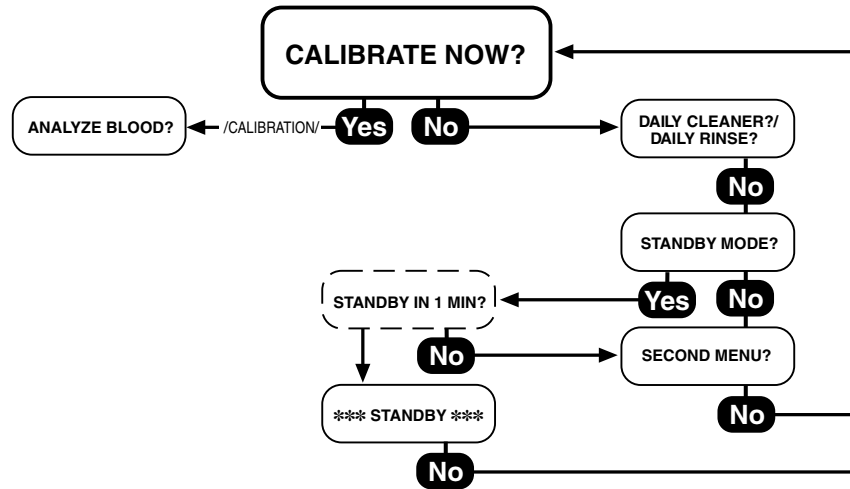 CALIBRATE NOW?
Yes
No
/CALIBRATION/
ANALYZE BLOOD?
DAILY CLEANER?/
DAILY RINSE?
No
STANDBY MODE?
Yes
No
STANDBY IN 1 MIN?
No
SECOND MENU?
No
*** STANDBY ***
No